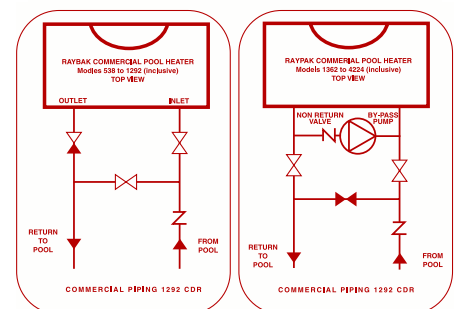 RAYBAK COMMERCIAL POOL HEATER
Modles 538 to 1292 (inclusive)
TOP VIEW
OUTLET
INLET
RETURN
TO
POOL
FROM
POOL
COMMERCIAL PIPING 1292 CDR
RAYPAK COMMERCIAL POOL HEATER
Models 1362 to 4224 (inclusive)
TOP VIEW
NON RETURN
VALVE
BY-PASS
PUMP
RETURN
TO
POOL
FROM
POOL
COMMERCIAL PIPING 1292 CDR